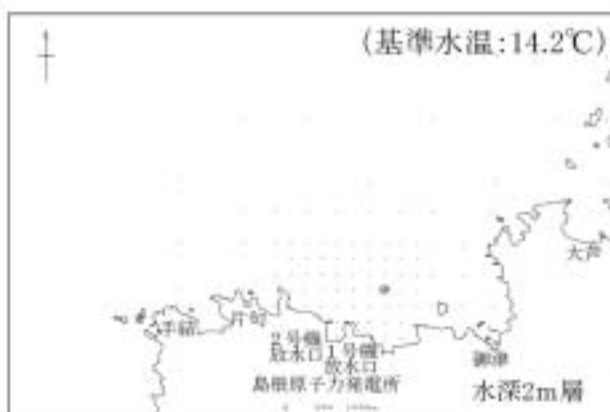 (基準水温:14.2℃)
大芦
手結
片句
2号機
放水口
1号機
放水口
御津
島根原子力発電所
水深2m層